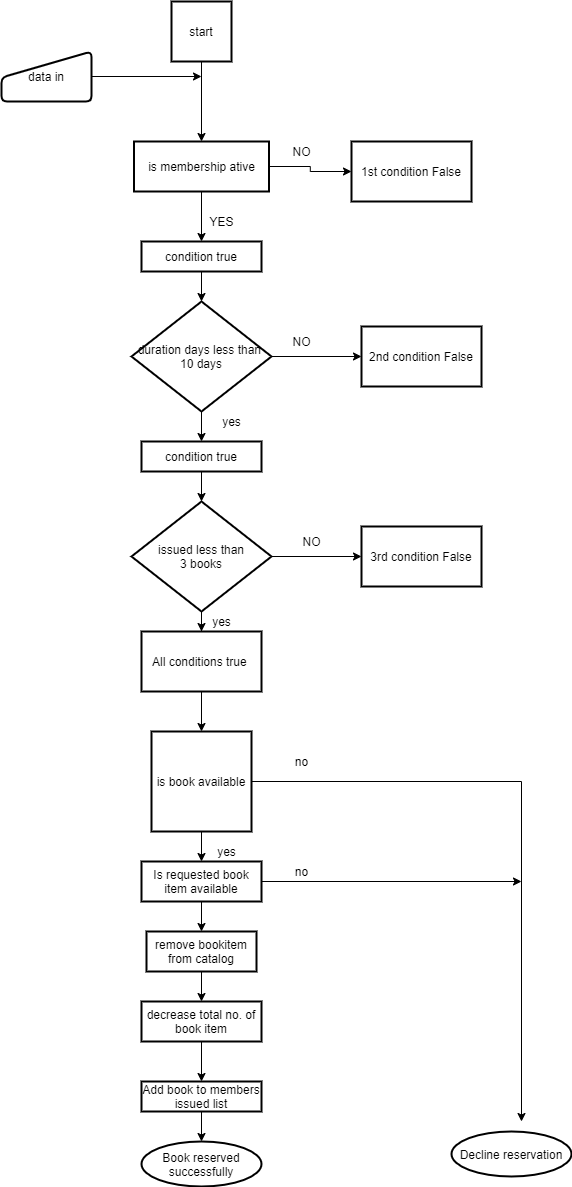 start
data in
is membership ative
NO
1st condition False
YES
condition true
duration days less than
10 days
NO
2nd condition False
yes
condition true
issued less than
3 books
NO
3rd condition False
yes
All conditions true
is book available
no
yes
Is requested book
item available
no
remove bookitem
from catalog
decrease total no. of
book item
Add book to members
issued list
Book reserved
successfully
Decline reservation